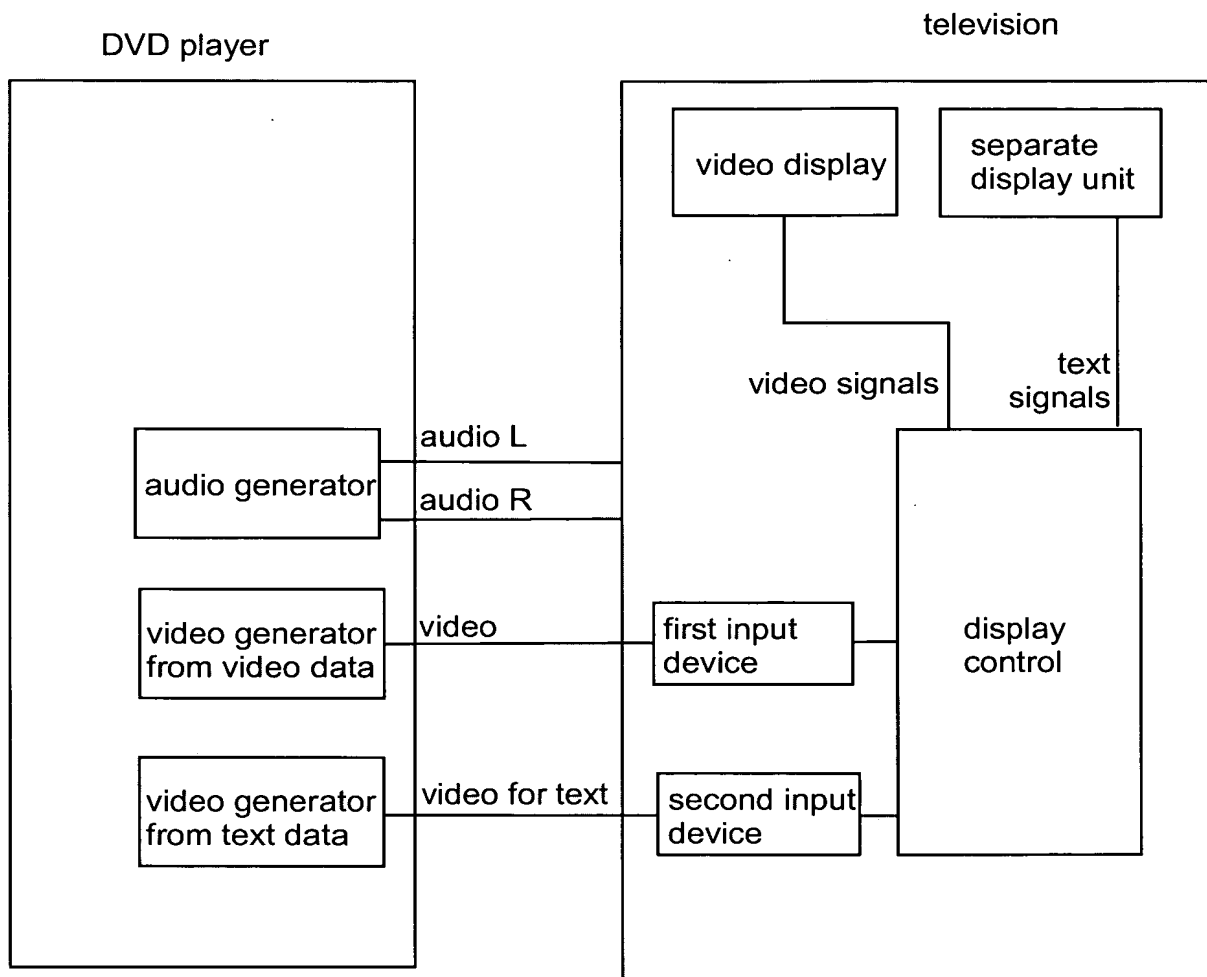 DVD player
television
video display
separate
display unit
video signals
text
signals
audio L
audio generator
audio R
video generator
from video data
video
first input
device
display
control
video generator
from text data
video for text
second input
device